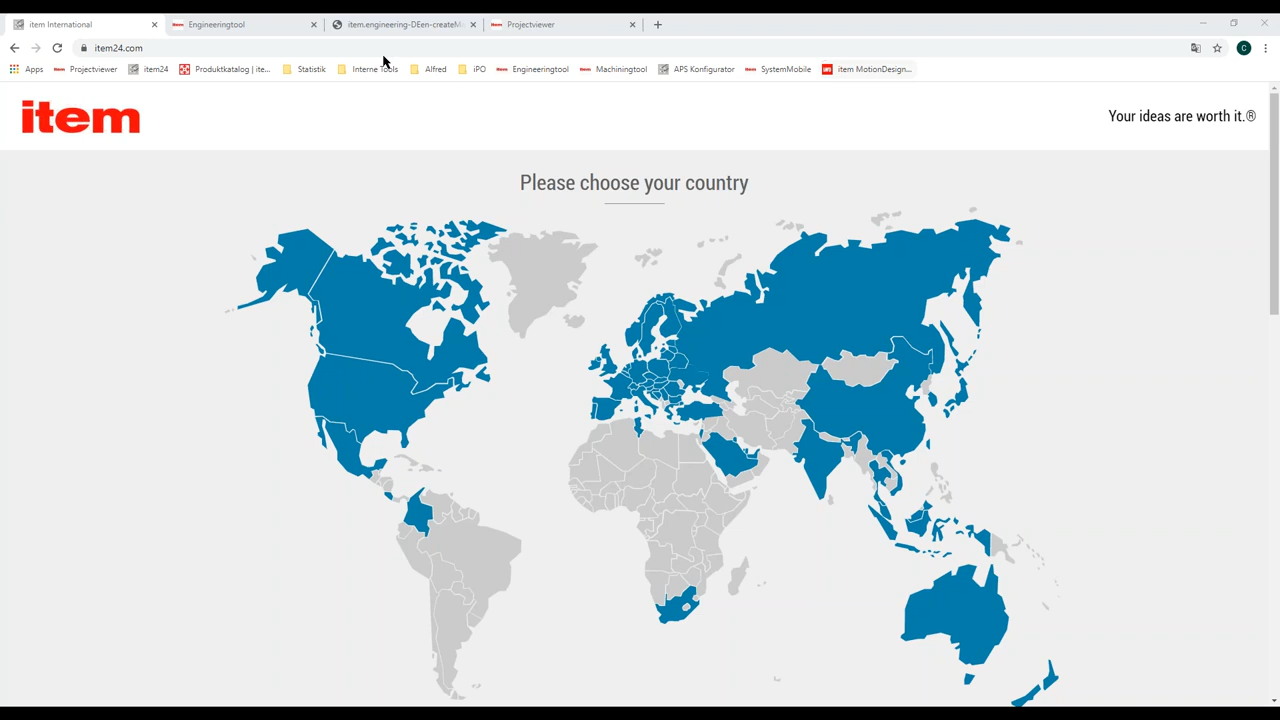 item International
Engineeringtool
item.engineering-DEen-createM
Projectviewer
item24.com
C
Apps
Projectviewer
item24
Produktkatalog | ite...
Statistik
Interne Tools
Alfred
iPO
Engineeringtool
Machiningtool
APS Konfigurator
SystemMobile
item MotionDesign...
item
Your ideas are worth it.®
Please choose your country